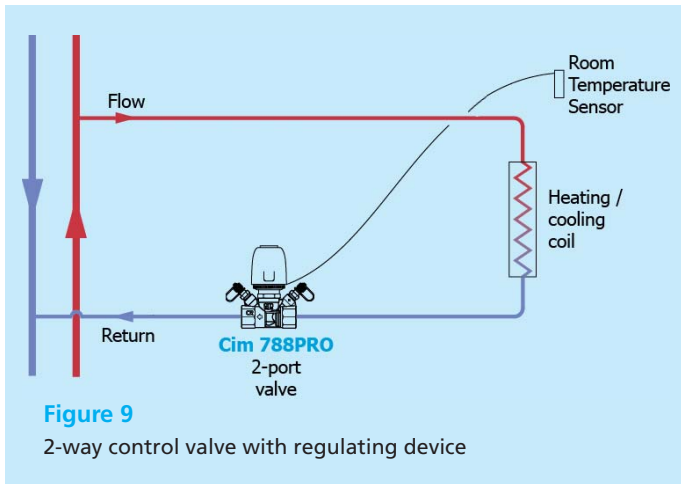 Room
Temperature
Sensor
Flow
Heating /
cooling
coil
Return
Cim 788PRO
2-port
valve
Figure 9
2-way control valve with regulating device